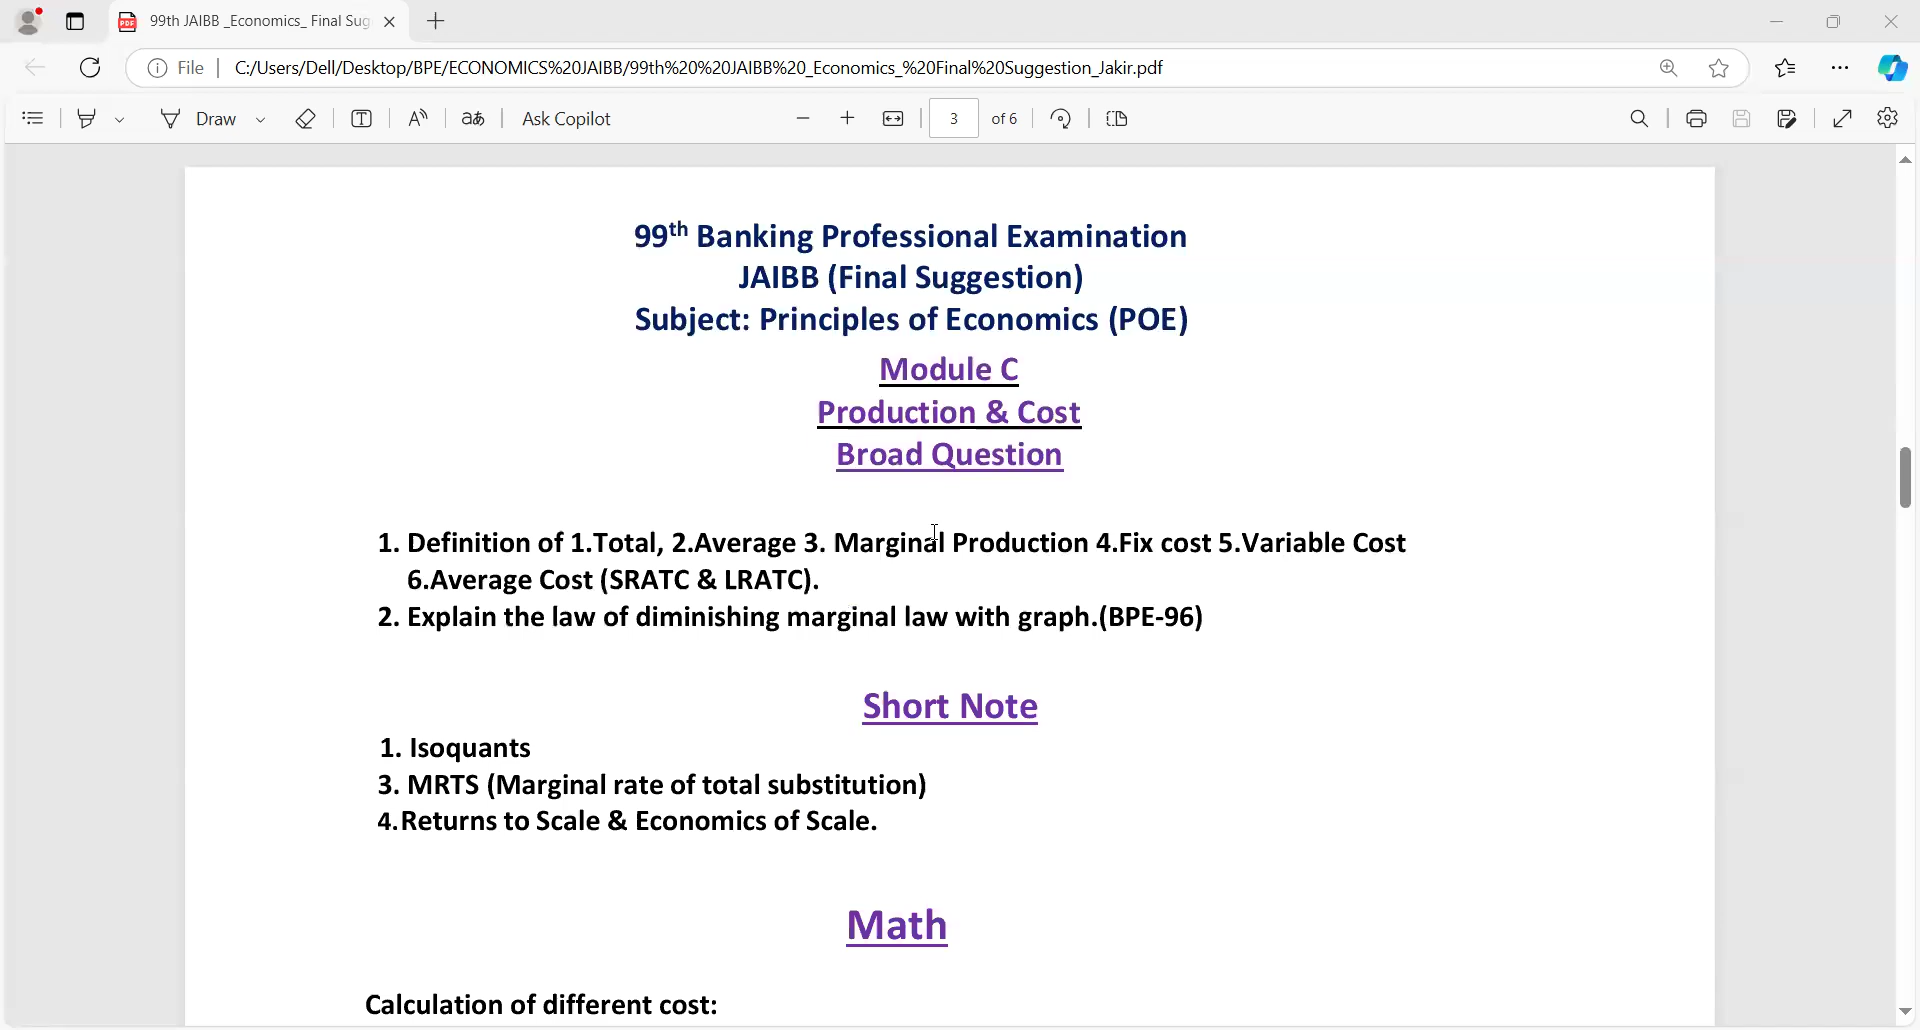 99th JAIBB _Economics_ Final Sug
File
C:/Users/Dell/Desktop/BPE/ECONOMICS%20JAIBB/99th%20%20JAIBB%20_Economics_%20Final%20Suggestion_Jakir.pdf
Draw
Ask Copilot
3 of 6
99th Banking Professional Examination
JAIBB (Final Suggestion)
Subject: Principles of Economics (POE)
Module C
Production & Cost
Broad Question
1. Definition of 1.Total, 2.Average 3. Marginal Production 4.Fix cost 5.Variable Cost
6.Average Cost (SRATC & LRATC).
2. Explain the law of diminishing marginal law with graph.(BPE-96)
Short Note
1. Isoquants
3. MRTS (Marginal rate of total substitution)
4.Returns to Scale & Economics of Scale.
Math
Calculation of different cost: